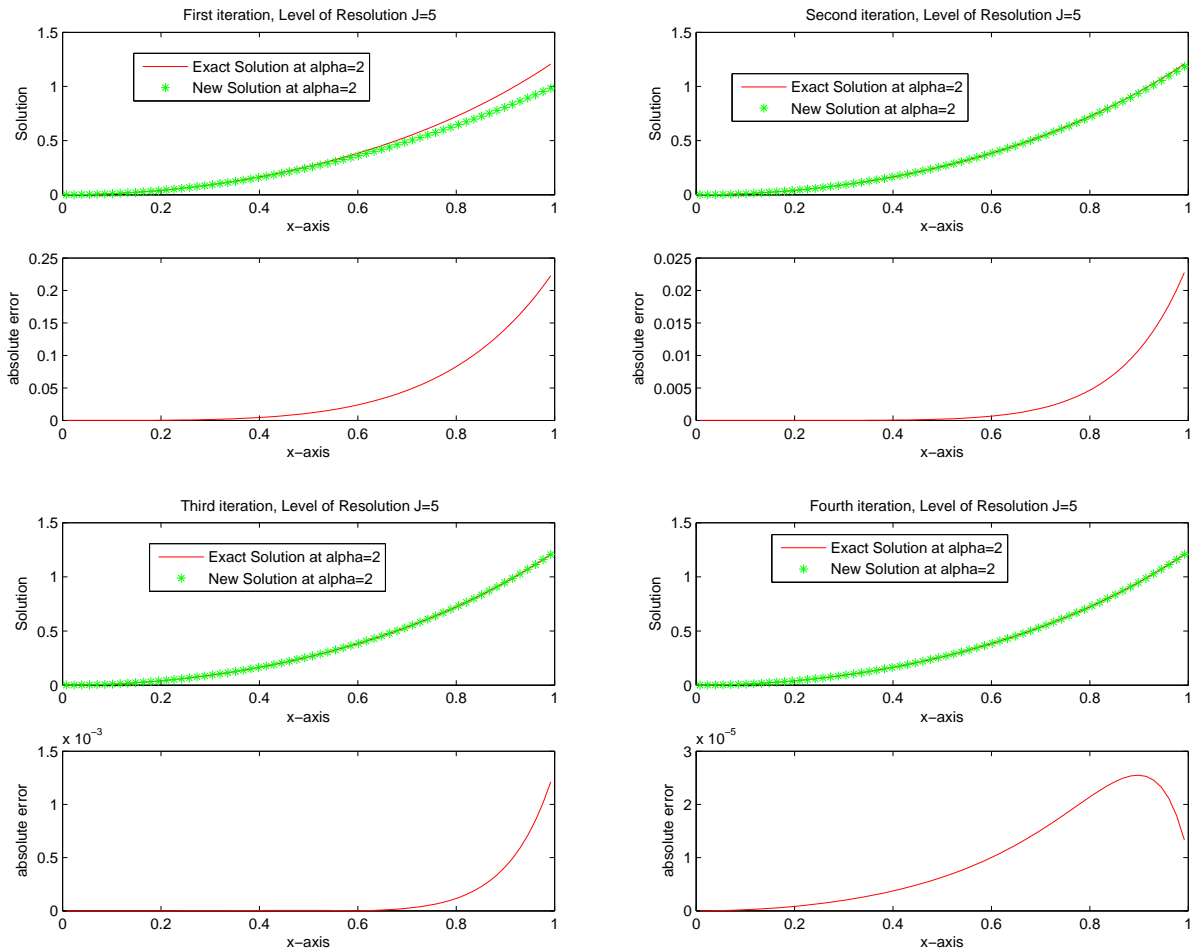 First iteration, Level of Resolution J=5
Solution
1.5
1
0.5
0
Exact Solution at alpha=2
New Solution at alpha=2
0 0.2 0.4 0.6 0.8 1
x-axis
absolute error
0.25
0.2
0.15
0.1
0.05
0
0 0.2 0.4 0.6 0.8 1
x-axis
Second iteration, Level of Resolution J=5
Solution
1.5
1
0.5
0
Exact Solution at alpha=2
New Solution at alpha=2
0 0.2 0.4 0.6 0.8 1
x-axis
absolute error
0.025
0.02
0.015
0.01
0.005
0
0 0.2 0.4 0.6 0.8 1
x-axis
Third iteration, Level of Resolution J=5
Solution
1.5
1
0.5
0
Exact Solution at alpha=2
New Solution at alpha=2
0 0.2 0.4 0.6 0.8 1
x-axis
x 10⁻³
absolute error
1.5
1
0.5
0
0 0.2 0.4 0.6 0.8 1
x-axis
Fourth iteration, Level of Resolution J=5
Solution
1.5
1
0.5
0
Exact Solution at alpha=2
New Solution at alpha=2
0 0.2 0.4 0.6 0.8 1
x-axis
x 10⁻⁵
absolute error
3
2
1
0
0 0.2 0.4 0.6 0.8 1
x-axis